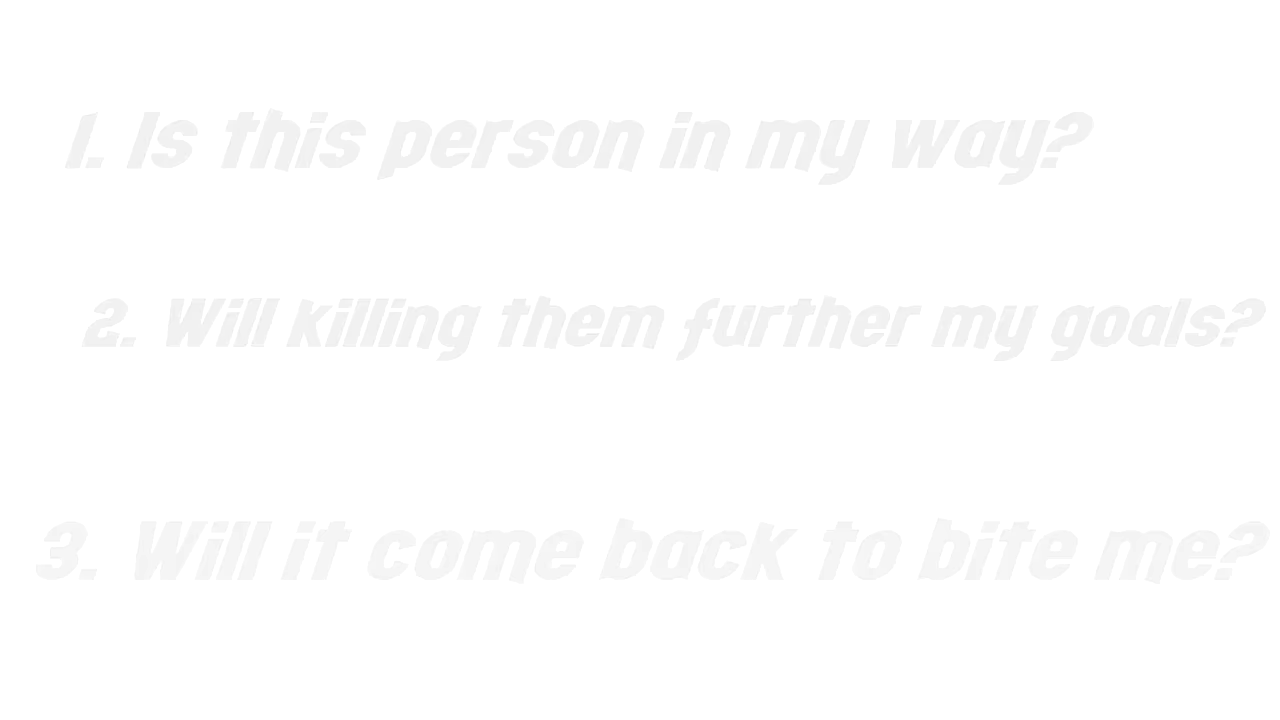 1. Is this person in my way?
2. Will killing them further my goals?
3. Will it come back to bite me?